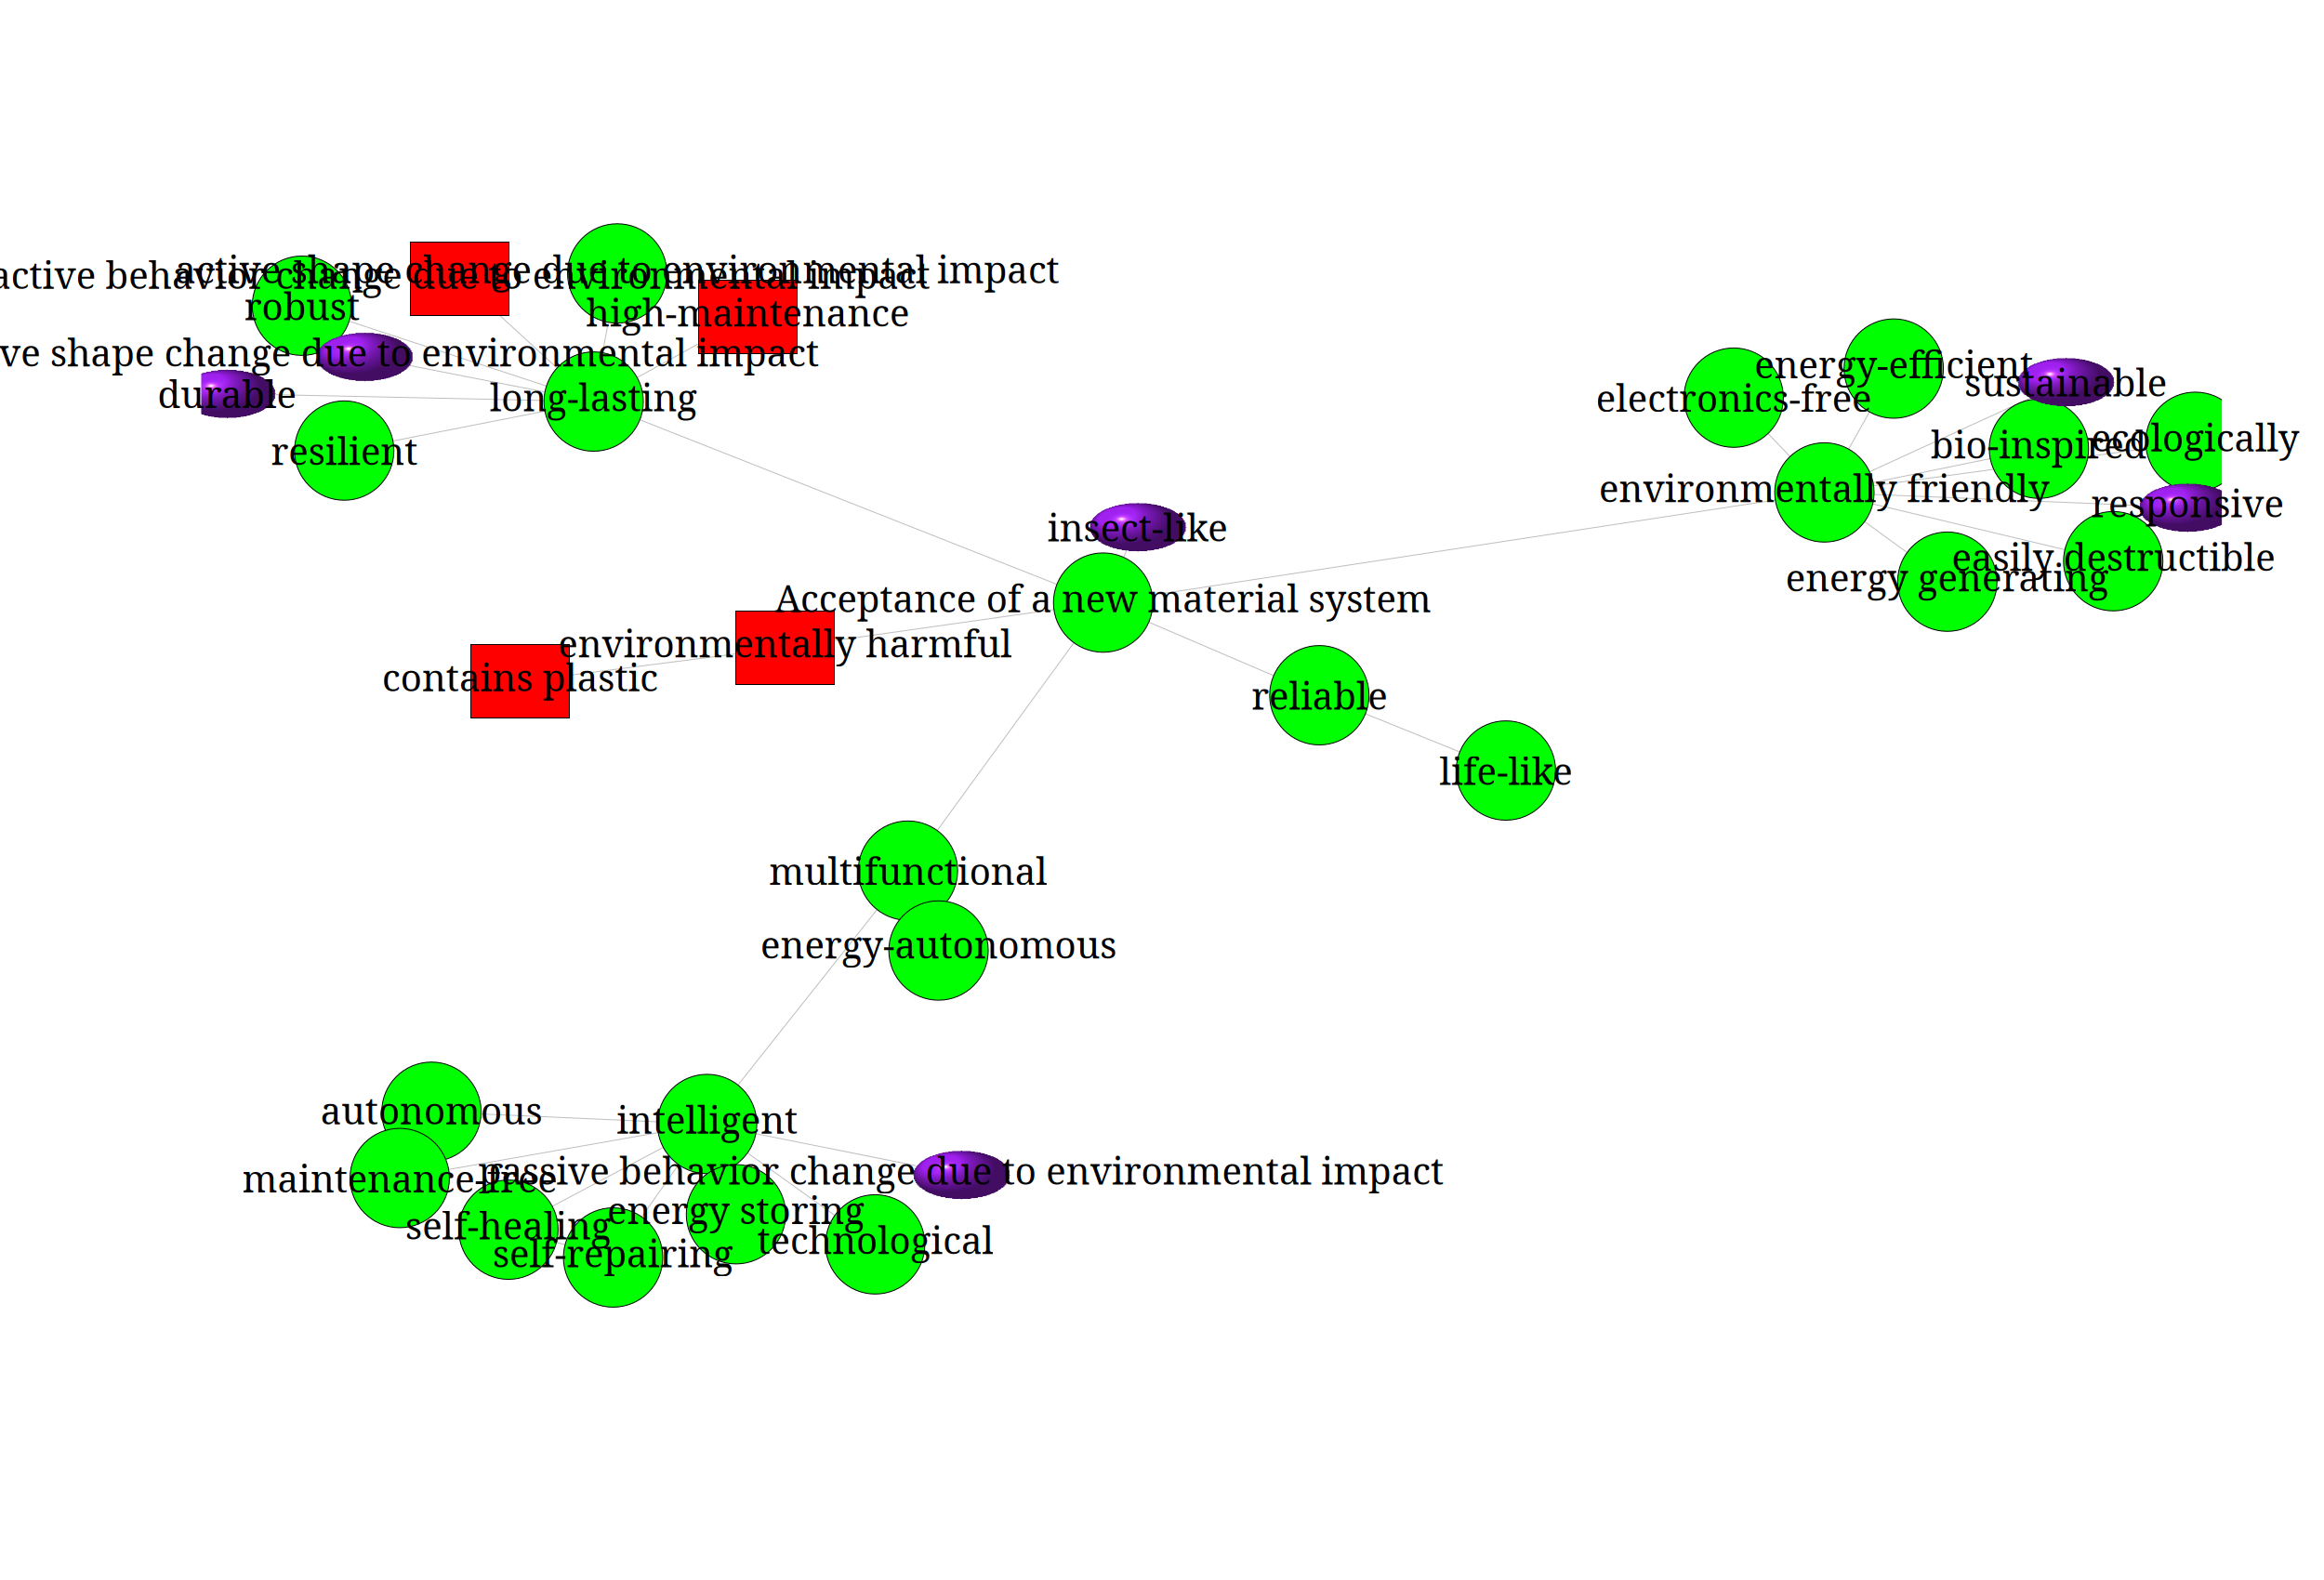 active shape change due to environmental impact
active behavior change due to environmental impact
robust
high-maintenance
shape change due to environmental impact
durable
long-lasting
resilient
energy-efficient
sustainable
electronics-free
bio-inspired
ecologically
environmentally friendly
responsive
insect-like
easily destructible
energy generating
Acceptance of a new material system
environmentally harmful
contains plastic
reliable
life-like
multifunctional
energy-autonomous
autonomous
intelligent
passive behavior change due to environmental impact
maintenance-free
energy storing
self-healing
technological
self-repairing